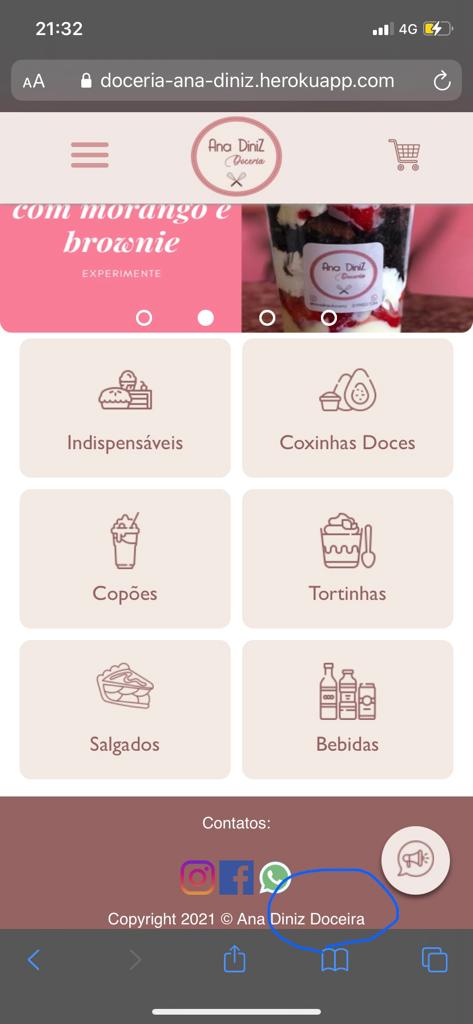 21:32
4G
AA doceria-ana-diniz.herokuapp.com
Ana DiniZ
Doceria
com morango e
brownie
EXPERIMENTE
Ana DiniZ
Doceria
Indispensáveis
Coxinhas Doces
Copões
Tortinhas
Salgados
Bebidas
Contatos:
Copyright 2021 © Ana Diniz Doceira